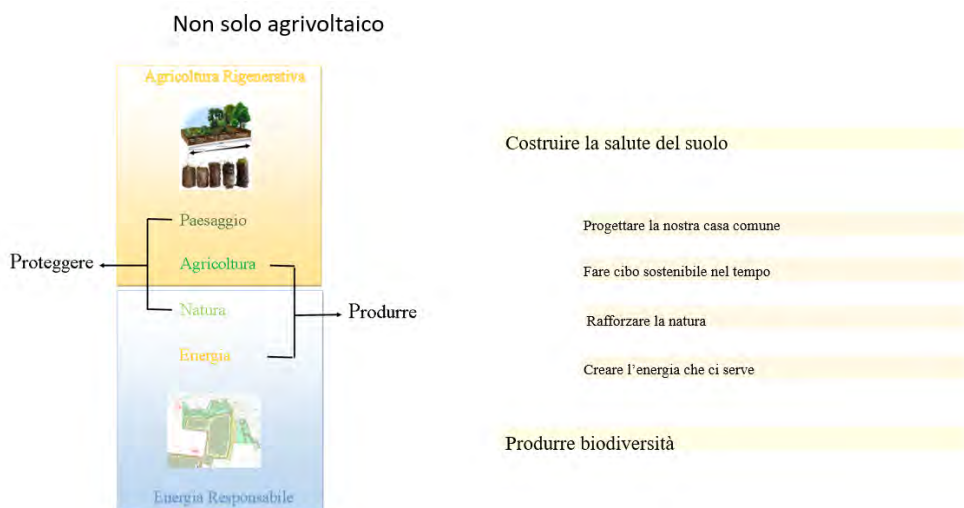 Non solo agrivoltaico
Agricoltura Rigenerativa
Paesaggio
Proteggere
Agricoltura
Natura
Produrre
Energia
Energia Responsabile
Costruire la salute del suolo
Progettare la nostra casa comune
Fare cibo sostenibile nel tempo
Rafforzare la natura
Creare l'energia che ci serve
Produrre biodiversità